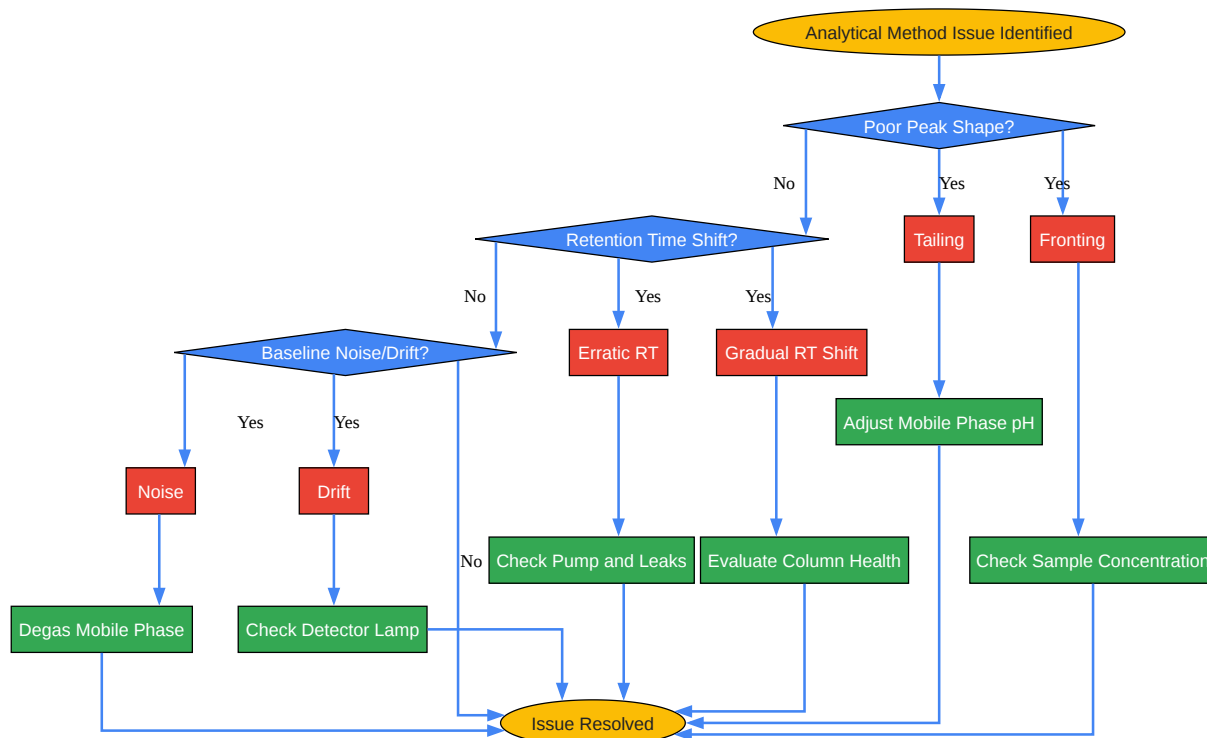 Analytical Method Issue Identified
Poor Peak Shape?
No
Yes
Yes
Tailing
Fronting
Retention Time Shift?
No
Yes
Yes
Erratic RT
Gradual RT Shift
Baseline Noise/Drift?
Adjust Mobile Phase pH
Yes
Yes
Noise
Drift
No
Check Pump and Leaks
Evaluate Column Health
Check Sample Concentration
Degas Mobile Phase
Check Detector Lamp
Issue Resolved